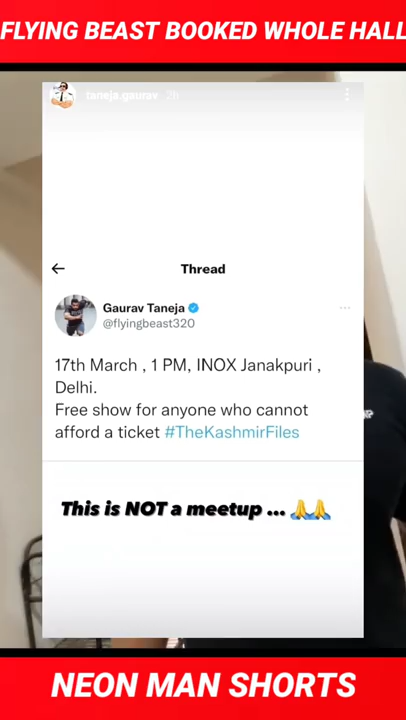 FLYING BEAST BOOKED WHOLE HALL
taneja.gaurav 2h
Thread
Gaurav Taneja
@flyingbeast320
17th March , 1 PM, INOX Janakpuri ,
Delhi.
Free show for anyone who cannot
afford a ticket #TheKashmirFiles
This is NOT a meetup ... 🙏🙏
NEON MAN SHORTS